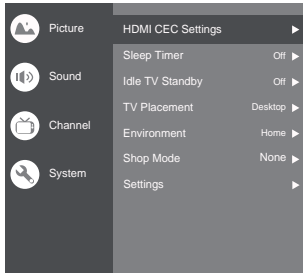 Picture
Sound
Channel
System
HDMI CEC Settings
Sleep Timer Off
Idle TV Standby Off
TV Placement Desktop
Environment Home
Shop Mode None
Settings